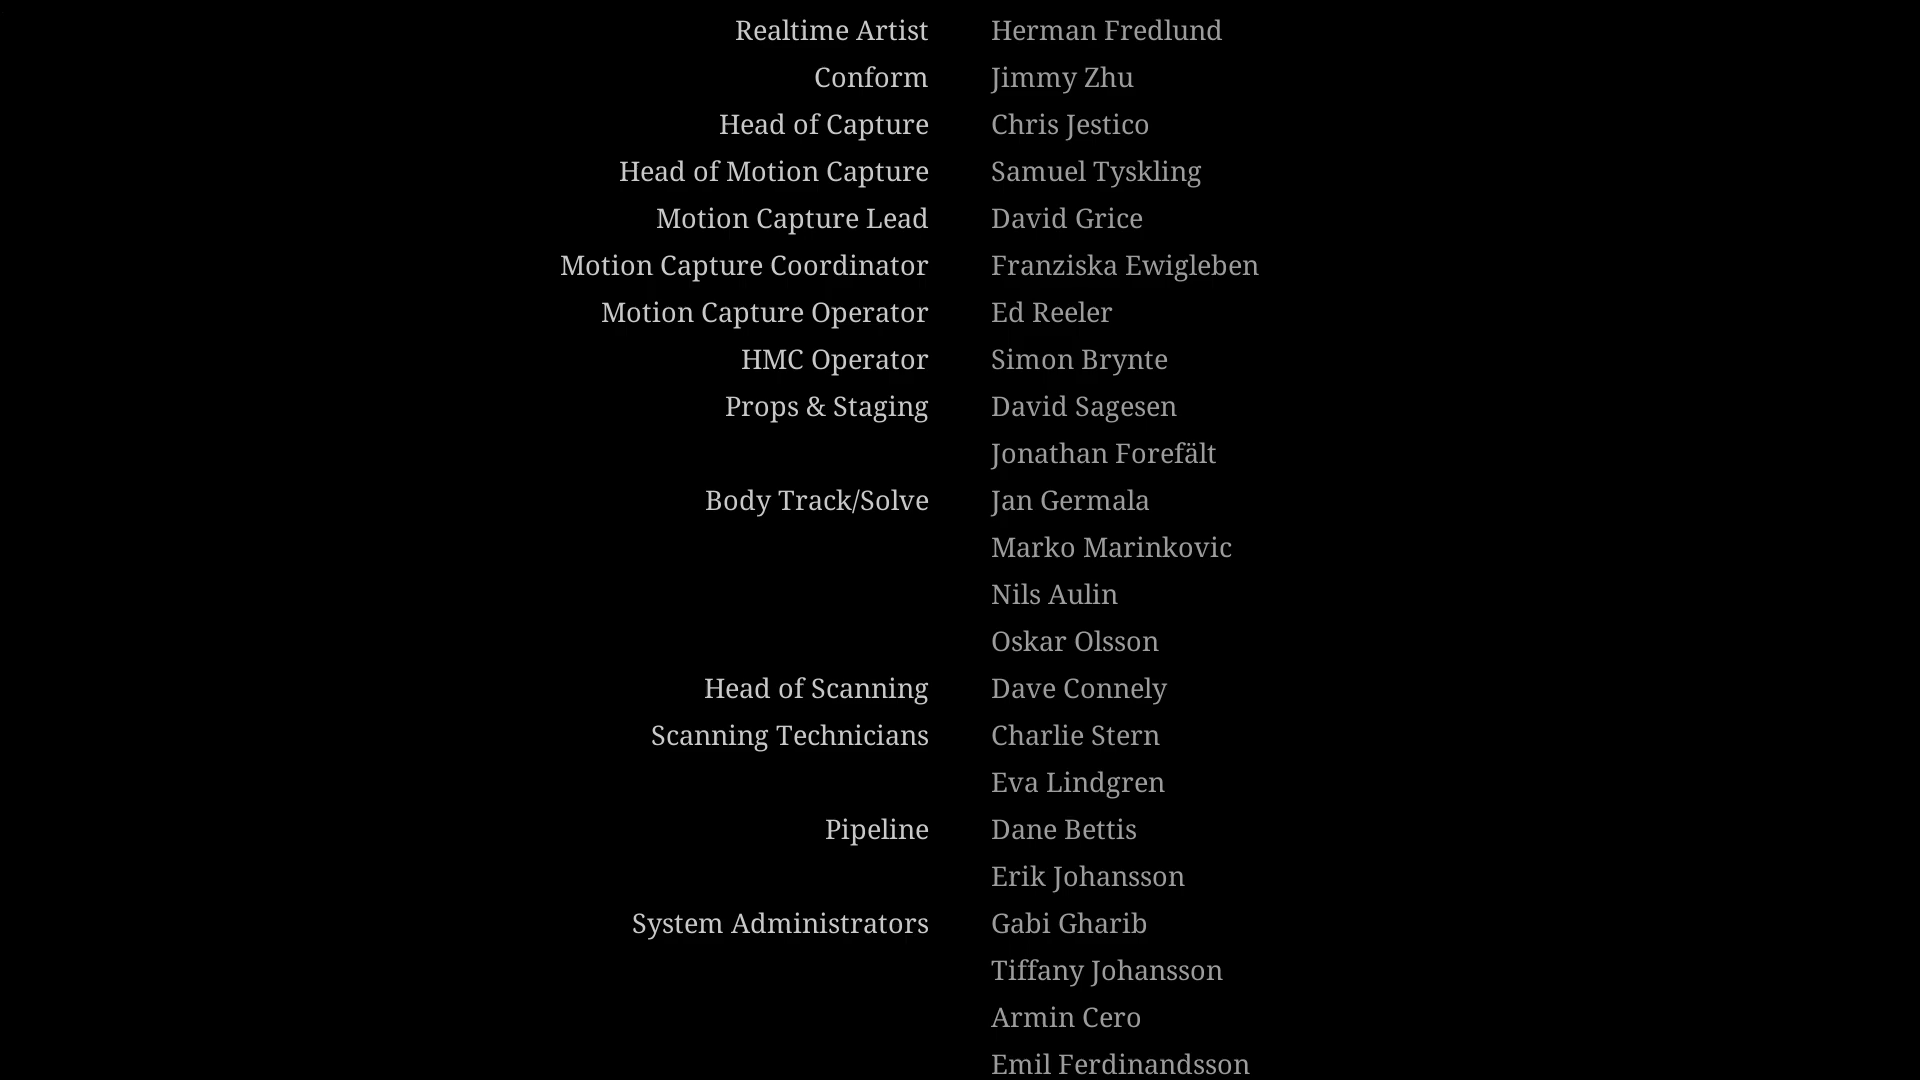 Realtime Artist Herman Fredlund
Conform Jimmy Zhu
Head of Capture Chris Jestico
Head of Motion Capture Samuel Tyskling
Motion Capture Lead David Grice
Motion Capture Coordinator Franziska Ewigleben
Motion Capture Operator Ed Reeler
HMC Operator Simon Brynte
Props & Staging David Sagesen
Jonathan Forefält
Body Track/Solve Jan Germala
Marko Marinkovic
Nils Aulin
Oskar Olsson
Head of Scanning Dave Connely
Scanning Technicians Charlie Stern
Eva Lindgren
Pipeline Dane Bettis
Erik Johansson
System Administrators Gabi Gharib
Tiffany Johansson
Armin Cero
Emil Ferdinandsson